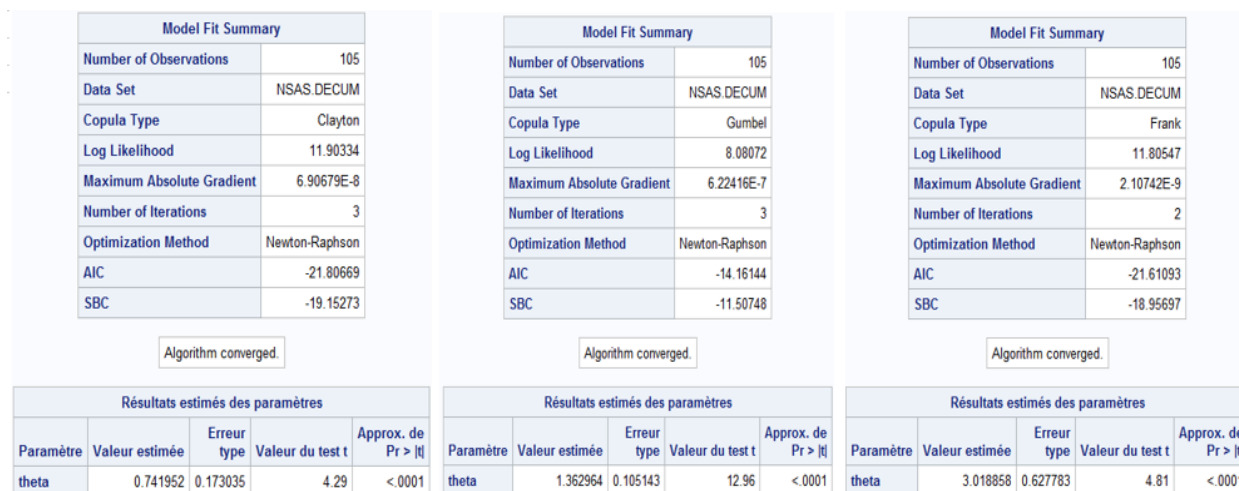 Model Fit Summary
Number of Observations 105
Data Set NSAS.DECUM
Copula Type Clayton
Log Likelihood 11.90334
Maximum Absolute Gradient 6.90679E-8
Number of Iterations 3
Optimization Method Newton-Raphson
AIC -21.80669
SBC -19.15273
Algorithm converged.
Résultats estimés des paramètres
Paramètre Valeur estimée Erreur type Valeur du test t Approx. de Pr > |t|
theta 0.741952 0.173035 4.29 <.0001
Model Fit Summary
Number of Observations 105
Data Set NSAS.DECUM
Copula Type Gumbel
Log Likelihood 8.08072
Maximum Absolute Gradient 6.22416E-7
Number of Iterations 3
Optimization Method Newton-Raphson
AIC -14.16144
SBC -11.50748
Algorithm converged.
Résultats estimés des paramètres
Paramètre Valeur estimée Erreur type Valeur du test t Approx. de Pr > |t|
theta 1.362964 0.105143 12.96 <.0001
Model Fit Summary
Number of Observations 105
Data Set NSAS.DECUM
Copula Type Frank
Log Likelihood 11.80547
Maximum Absolute Gradient 2.10742E-9
Number of Iterations 2
Optimization Method Newton-Raphson
AIC -21.61093
SBC -18.95697
Algorithm converged.
Résultats estimés des paramètres
Paramètre Valeur estimée Erreur type Valeur du test t Approx. de Pr > |t
theta 3.018858 0.627783 4.81 <.0001